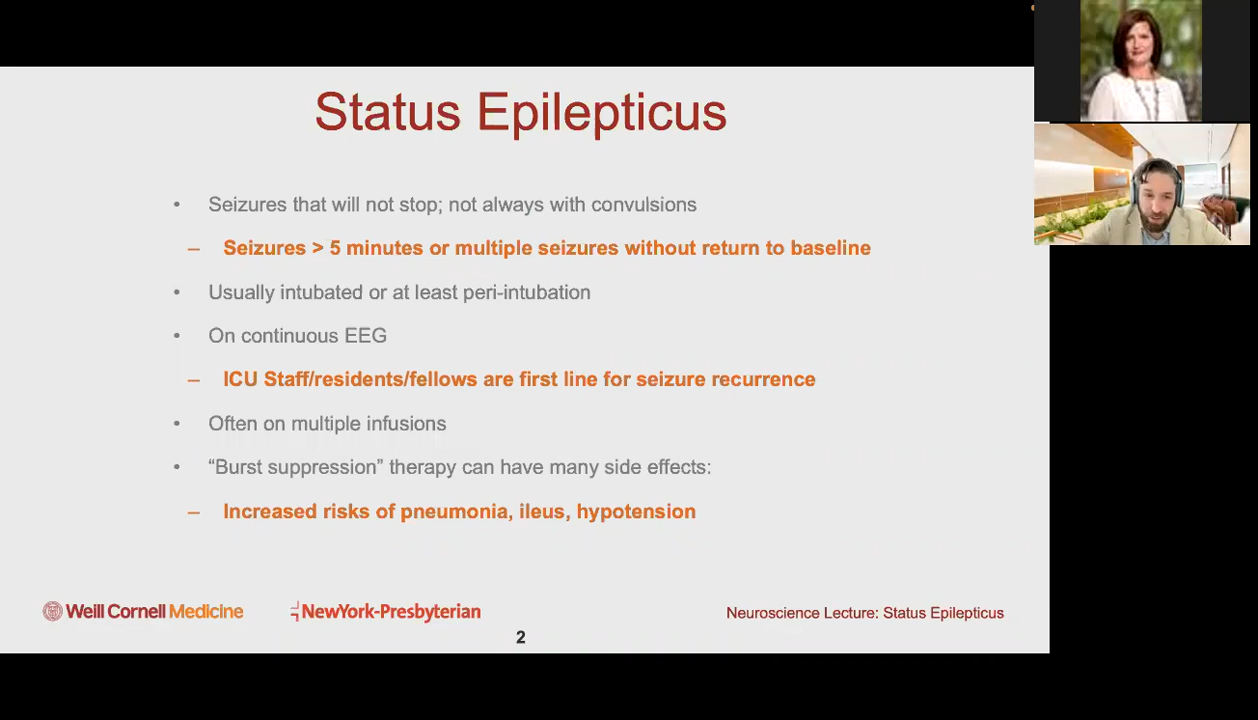 Status Epilepticus
• Seizures that will not stop; not always with convulsions
– Seizures > 5 minutes or multiple seizures without return to baseline
• Usually intubated or at least peri-intubation
• On continuous EEG
– ICU Staff/residents/fellows are first line for seizure recurrence
• Often on multiple infusions
• “Burst suppression” therapy can have many side effects:
– Increased risks of pneumonia, ileus, hypotension
Weill Cornell Medicine
NewYork-Presbyterian
Neuroscience Lecture: Status Epilepticus
2